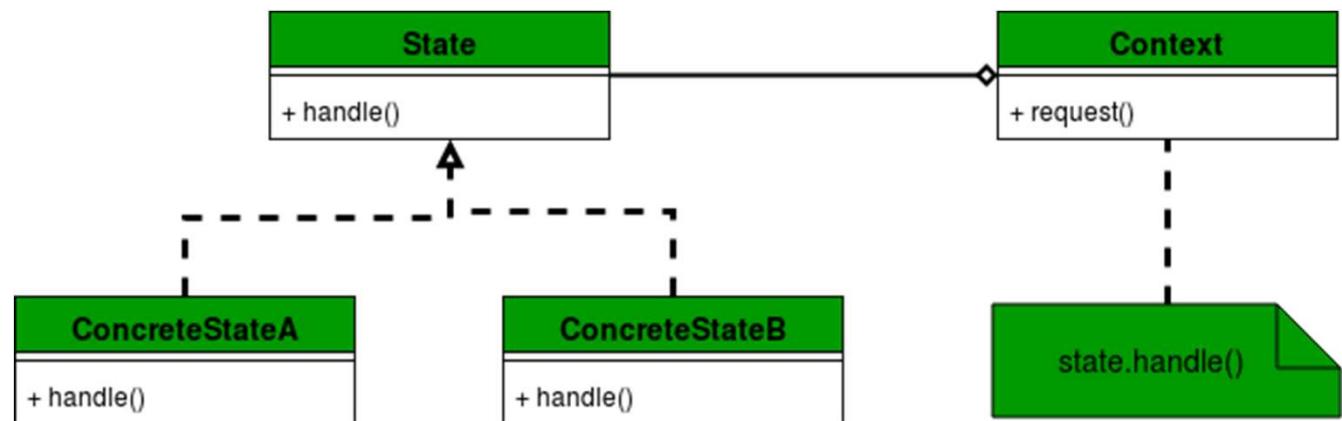 State
Context
+ handle()
+ request()
ConcreteStateA
ConcreteStateB
state.handle()
+ handle()
+ handle()